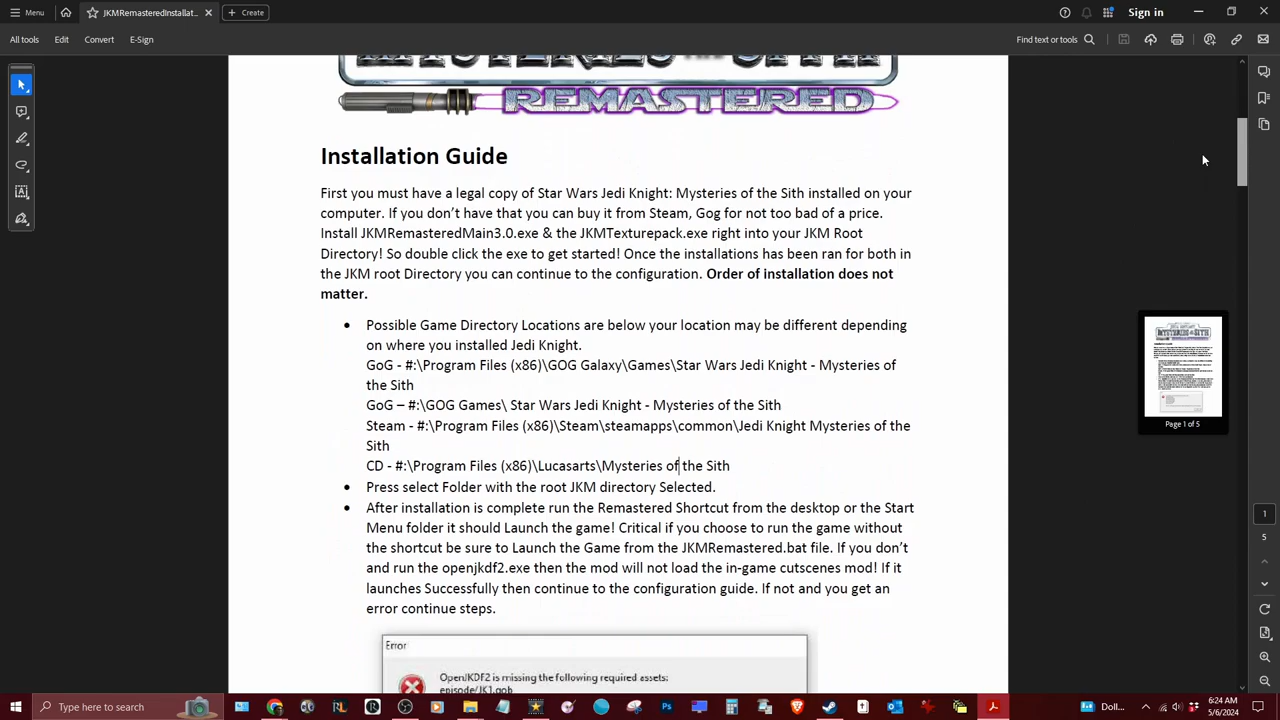 Menu
JKMRemasteredInstallat...
Create
Sign in
All tools
Edit
Convert
E-Sign
Find text or tools
REMASTERED
Installation Guide
First you must have a legal copy of Star Wars Jedi Knight: Mysteries of the Sith installed on your
computer. If you don’t have that you can buy it from Steam, Gog for not too bad of a price.
Install JKMRemasteredMain3.0.exe & the JKMTexturepack.exe right into your JKM Root
Directory! So double click the exe to get started! Once the installations has been ran for both in
the JKM root Directory you can continue to the configuration. Order of installation does not
matter.
• Possible Game Directory Locations are below your location may be different depending
on where you installed Jedi Knight.
GoG - #:\Program Files (x86)\GOG Galaxy\Games\Star Wars Jedi Knight - Mysteries of
the Sith
GoG – #:\GOG Games\ Star Wars Jedi Knight - Mysteries of the Sith
Steam - #:\Program Files (x86)\Steam\steamapps\common\Jedi Knight Mysteries of the
Sith
CD - #:\Program Files (x86)\Lucasarts\Mysteries of the Sith
• Press select Folder with the root JKM directory Selected.
• After installation is complete run the Remastered Shortcut from the desktop or the Start
Menu folder it should Launch the game! Critical if you choose to run the game without
the shortcut be sure to Launch the Game from the JKMRemastered.bat file. If you don’t
and run the openjkdf2.exe then the mod will not load the in-game cutscenes mod! If it
launches Successfully then continue to the configuration guide. If not and you get an
error continue steps.
Error
OpenJKDF2 is missing the following required assets:
episode/JK1.gob
Page 1 of 5
1
5
Type here to search
Doll...
6:24 AM
5/6/2024